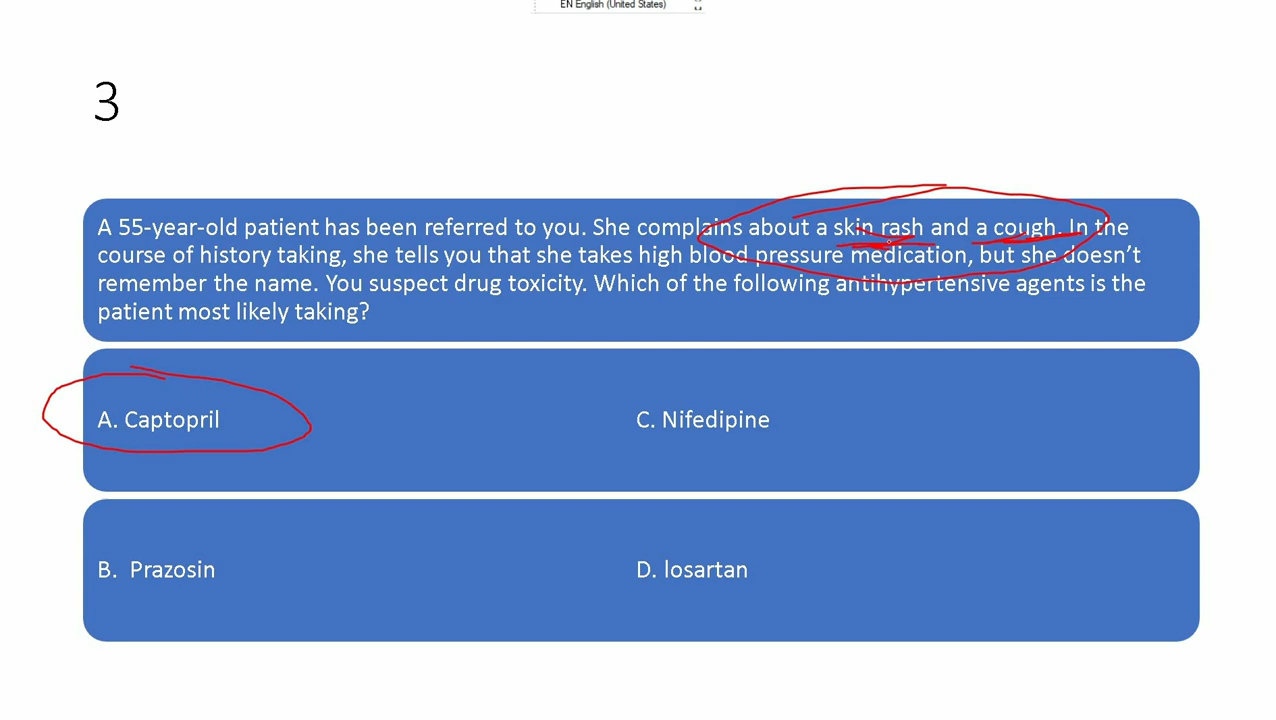 EN English (United States)
3
A 55-year-old patient has been referred to you. She complains about a skin rash and a cough. In the
course of history taking, she tells you that she takes high blood pressure medication, but she doesn’t
remember the name. You suspect drug toxicity. Which of the following antihypertensive agents is the
patient most likely taking?
A. Captopril
C. Nifedipine
B. Prazosin
D. losartan